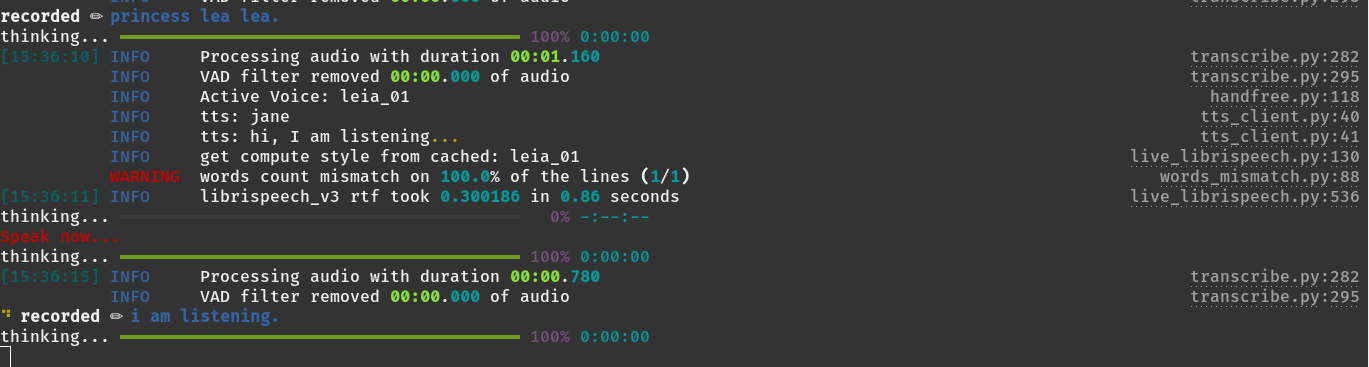 INFO VAD filter removed 00:00.000 of audio transcribe.py:295
recorded ✏ princess lea lea.
thinking... 100% 0:00:00
[15:36:10] INFO Processing audio with duration 00:01.160 transcribe.py:282
INFO VAD filter removed 00:00.000 of audio transcribe.py:295
INFO Active Voice: leia_01 handfree.py:118
INFO tts: jane tts_client.py:40
INFO tts: hi, I am listening... tts_client.py:41
INFO get compute style from cached: leia_01 live_librispeech.py:130
WARNING words count mismatch on 100.0% of the lines (1/1) words_mismatch.py:88
[15:36:11] INFO librispeech_v3 rtf took 0.300186 in 0.86 seconds live_librispeech.py:536
thinking... 0% -:--:--
Speak now...
thinking... 100% 0:00:00
[15:36:15] INFO Processing audio with duration 00:00.780 transcribe.py:282
INFO VAD filter removed 00:00.000 of audio transcribe.py:295
recorded ✏ i am listening.
thinking... 100% 0:00:00